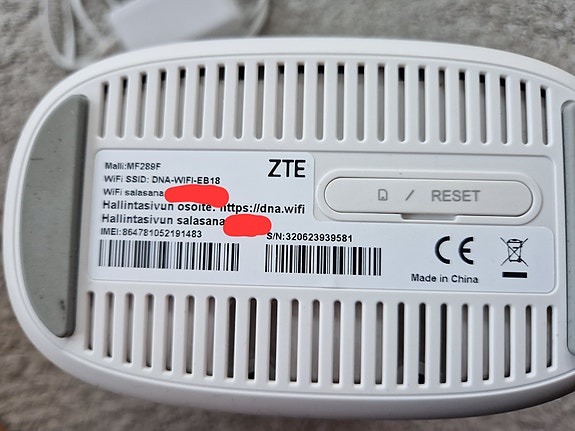 Malli:MF289F
WiFi SSID: DNA-WIFI-EB18
WiFi salasana
Hallintasivun osoite: https://dna.wifi
Hallintasivun salasana
IMEI:864781052191483
S/N:320623939581
ZTE
/ RESET
CE
Made in China